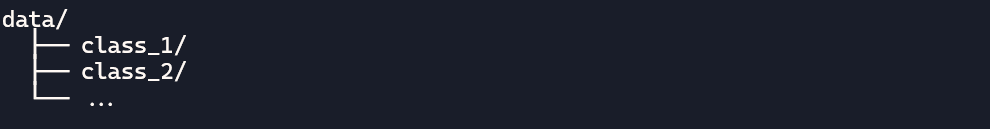 data/
├── class_1/
├── class_2/
└── ...